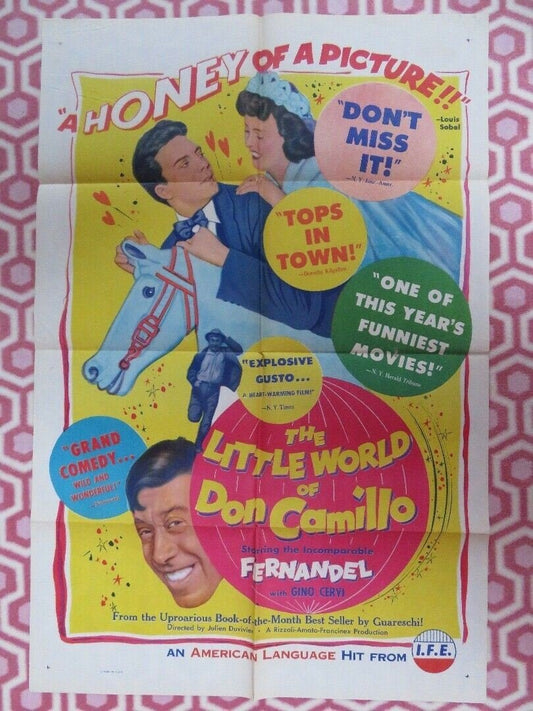 "A HONEY OF A PICTURE!!"
—Louis
Sobol
"DON'T
MISS
IT!"
"TOPS
IN
TOWN!"
—Dorothy Kilgallen
"ONE OF
THIS YEAR'S
FUNNIEST
MOVIES!"
—N. Y. Herald Tribune
"EXPLOSIVE
GUSTO...
A HEART-WARMING FILM!"
—N. Y. Times
"GRAND
COMEDY...
WILD AND
WONDERFUL!"
THE
LITTLE WORLD
OF
Don Camillo
Starring the Incomparable
FERNANDEL
with GINO CERVI
From the Uproarious Book-of-the-Month Best Seller by Guareschi!
Directed by Julien Duvivier • A Rizzoli-Amato-Francinex Production
AN AMERICAN LANGUAGE HIT FROM
I.F.E.